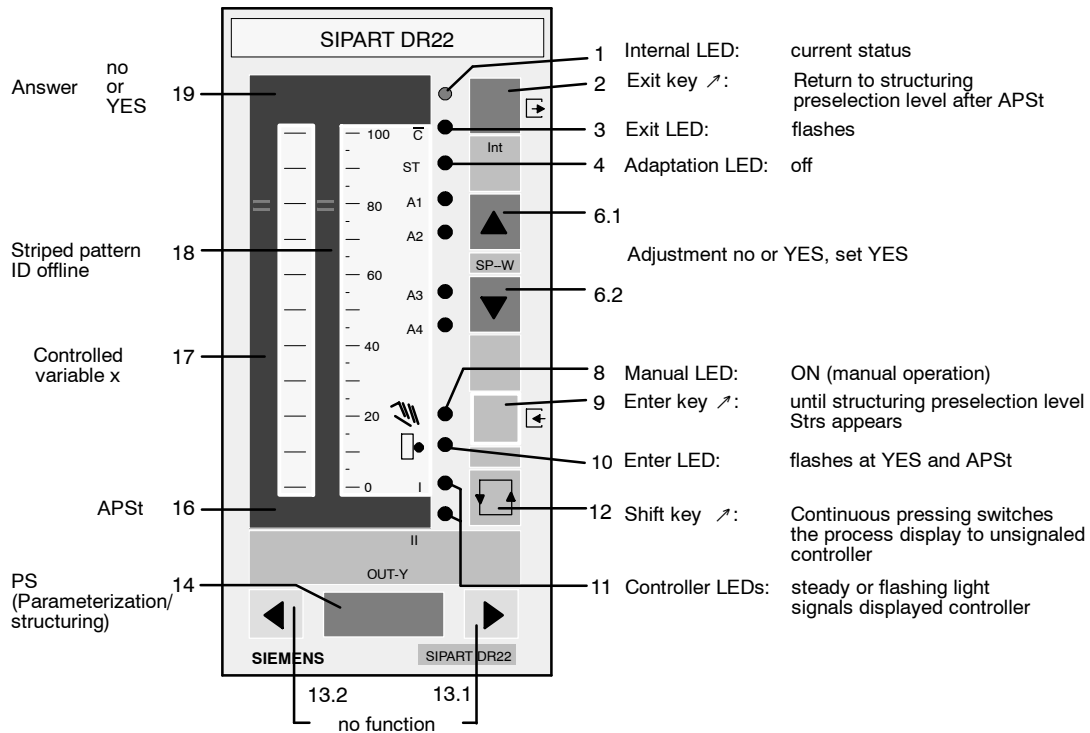 SIPART DR22
Answer
no
or
YES
19
Striped pattern
ID offline
18
Controlled
variable x
17
APSt 16
PS
(Parameterization/
structuring)
14
100
80
60
40
20
0
C̅
ST
A1
A2
A3
A4
I
II
Int
SP–W
OUT-Y
SIEMENS
SIPART DR22
1 Internal LED: current status
2 Exit key ↗: Return to structuring
preselection level after APSt
3 Exit LED: flashes
4 Adaptation LED: off
6.1
Adjustment no or YES, set YES
6.2
8 Manual LED: ON (manual operation)
9 Enter key ↗: until structuring preselection level
Strs appears
10 Enter LED: flashes at YES and APSt
12 Shift key ↗: Continuous pressing switches
the process display to unsignaled
controller
11 Controller LEDs: steady or flashing light
signals displayed controller
13.2 13.1
no function